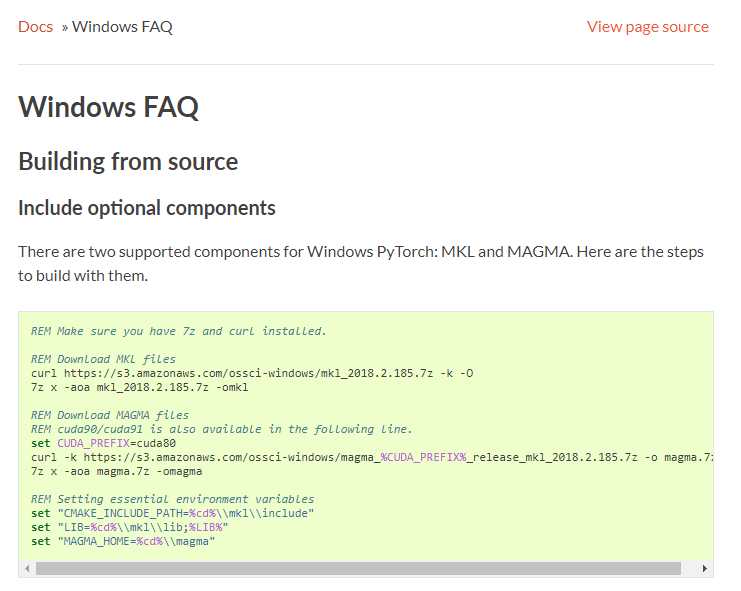 Docs » Windows FAQ
View page source
Windows FAQ
Building from source
Include optional components
There are two supported components for Windows PyTorch: MKL and MAGMA. Here are the steps
to build with them.
REM Make sure you have 7z and curl installed.
REM Download MKL files
curl https://s3.amazonaws.com/ossci-windows/mkl_2018.2.185.7z -k -O
7z x -aoa mkl_2018.2.185.7z -omkl
REM Download MAGMA files
REM cuda90/cuda91 is also available in the following line.
set CUDA_PREFIX=cuda80
curl -k https://s3.amazonaws.com/ossci-windows/magma_%CUDA_PREFIX%_release_mkl_2018.2.185.7z -o magma.7z
7z x -aoa magma.7z -omagma
REM Setting essential environment variables
set "CMAKE_INCLUDE_PATH=%cd%\\mkl\\include"
set "LIB=%cd%\\mkl\\lib;%LIB%"
set "MAGMA_HOME=%cd%\\magma"